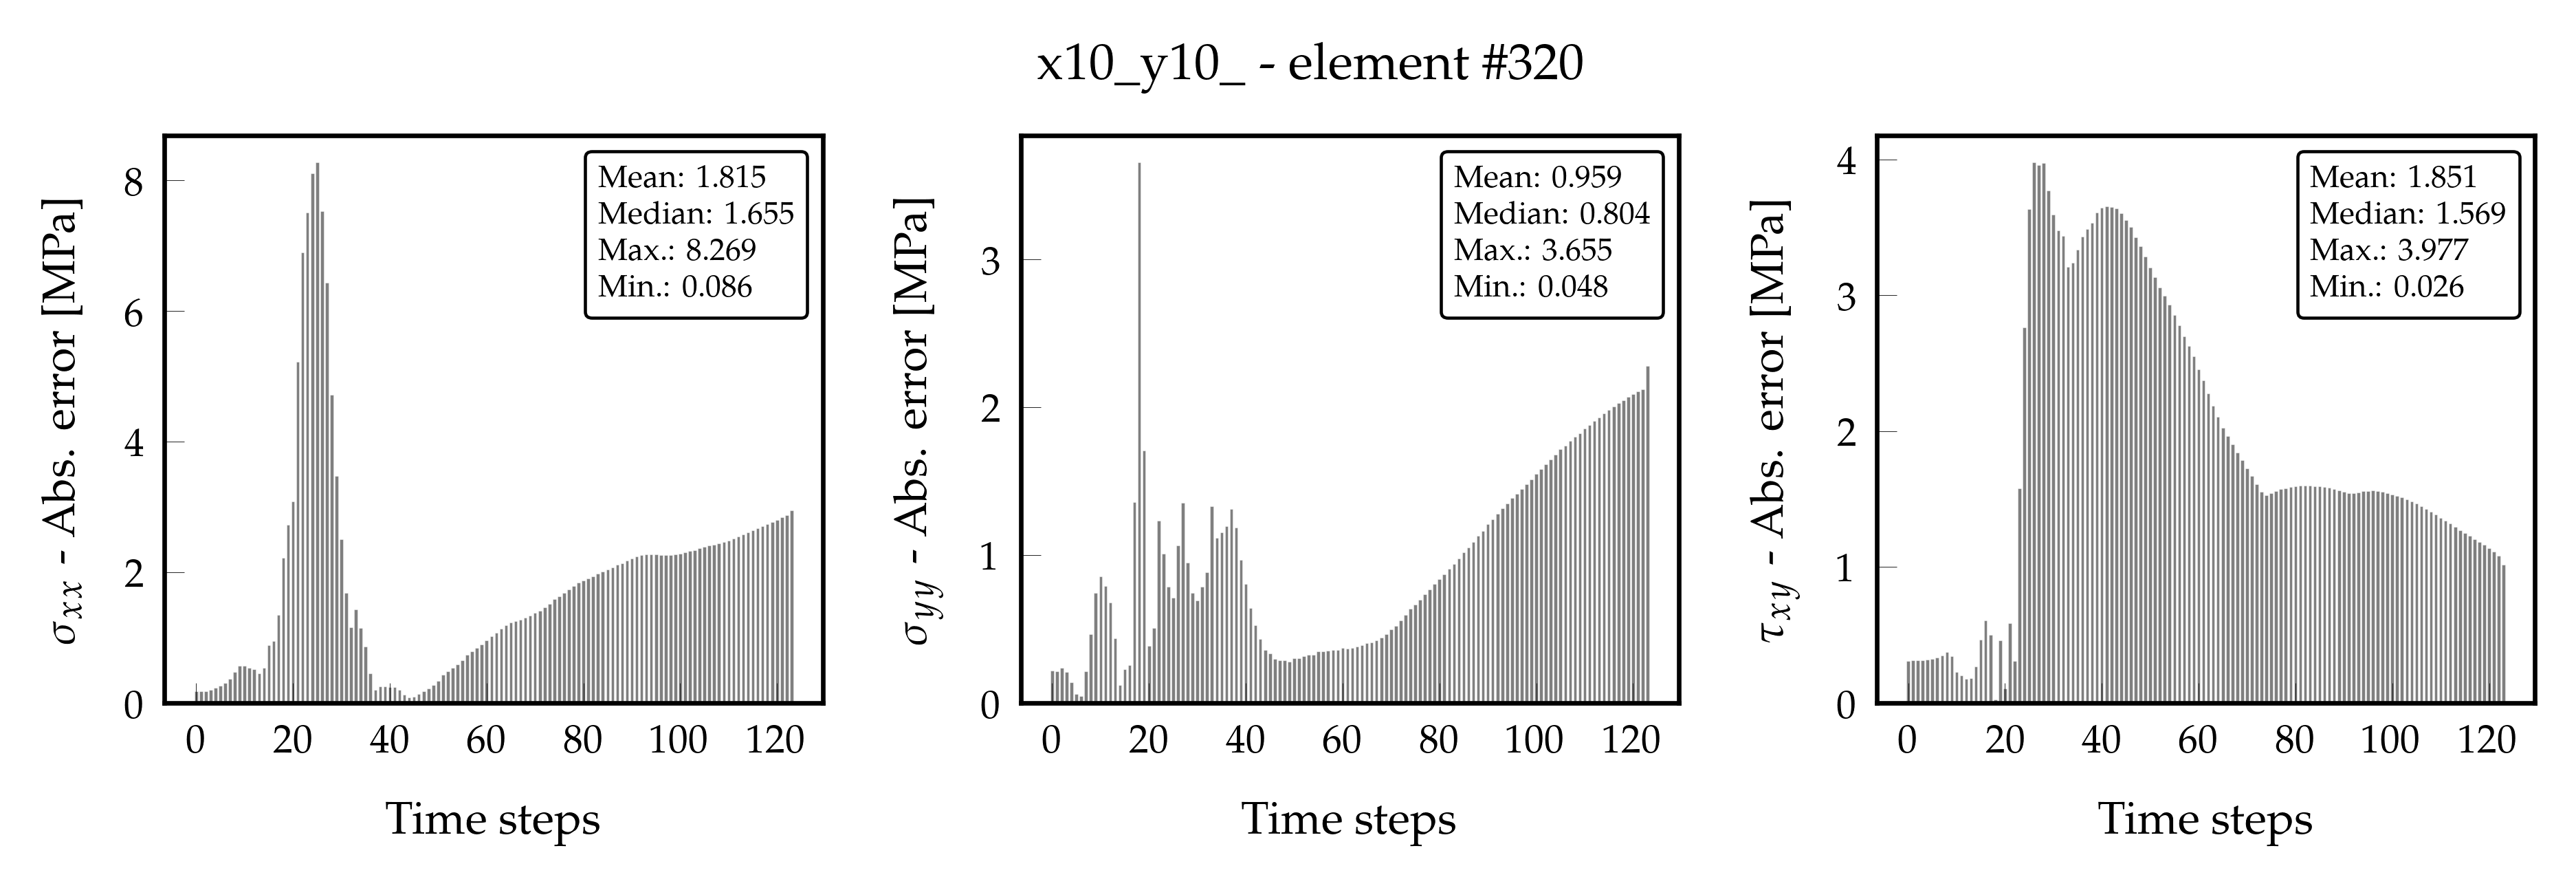 x10_y10_ - element #320
σxx - Abs. error [MPa]
8
6
4
2
0
Mean: 1.815
Median: 1.655
Max.: 8.269
Min.: 0.086
0 20 40 60 80 100 120
Time steps
σyy - Abs. error [MPa]
3
2
1
0
Mean: 0.959
Median: 0.804
Max.: 3.655
Min.: 0.048
0 20 40 60 80 100 120
Time steps
τxy - Abs. error [MPa]
4
3
2
1
0
Mean: 1.851
Median: 1.569
Max.: 3.977
Min.: 0.026
0 20 40 60 80 100 120
Time steps